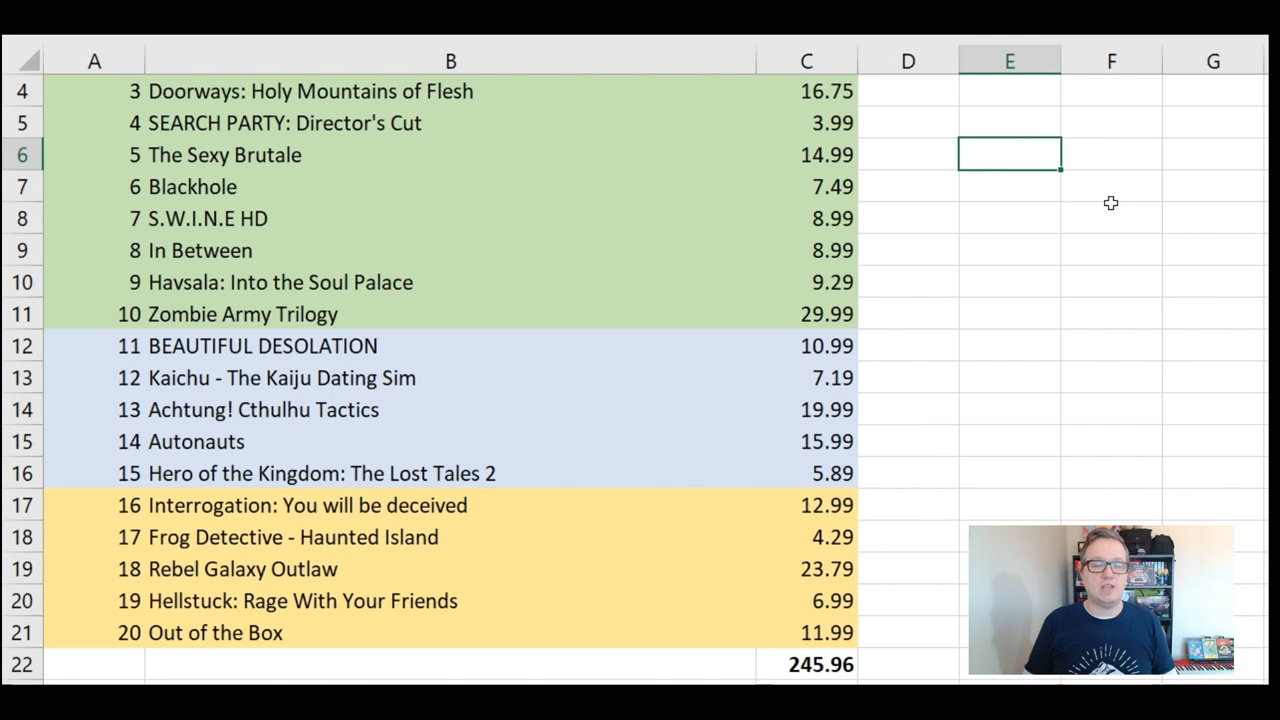 A B C D E F G
4 3 Doorways: Holy Mountains of Flesh 16.75
5 4 SEARCH PARTY: Director's Cut 3.99
6 5 The Sexy Brutale 14.99
7 6 Blackhole 7.49
8 7 S.W.I.N.E HD 8.99
9 8 In Between 8.99
10 9 Havsala: Into the Soul Palace 9.29
11 10 Zombie Army Trilogy 29.99
12 11 BEAUTIFUL DESOLATION 10.99
13 12 Kaichu - The Kaiju Dating Sim 7.19
14 13 Achtung! Cthulhu Tactics 19.99
15 14 Autonauts 15.99
16 15 Hero of the Kingdom: The Lost Tales 2 5.89
17 16 Interrogation: You will be deceived 12.99
18 17 Frog Detective - Haunted Island 4.29
19 18 Rebel Galaxy Outlaw 23.79
20 19 Hellstuck: Rage With Your Friends 6.99
21 20 Out of the Box 11.99
22 245.96